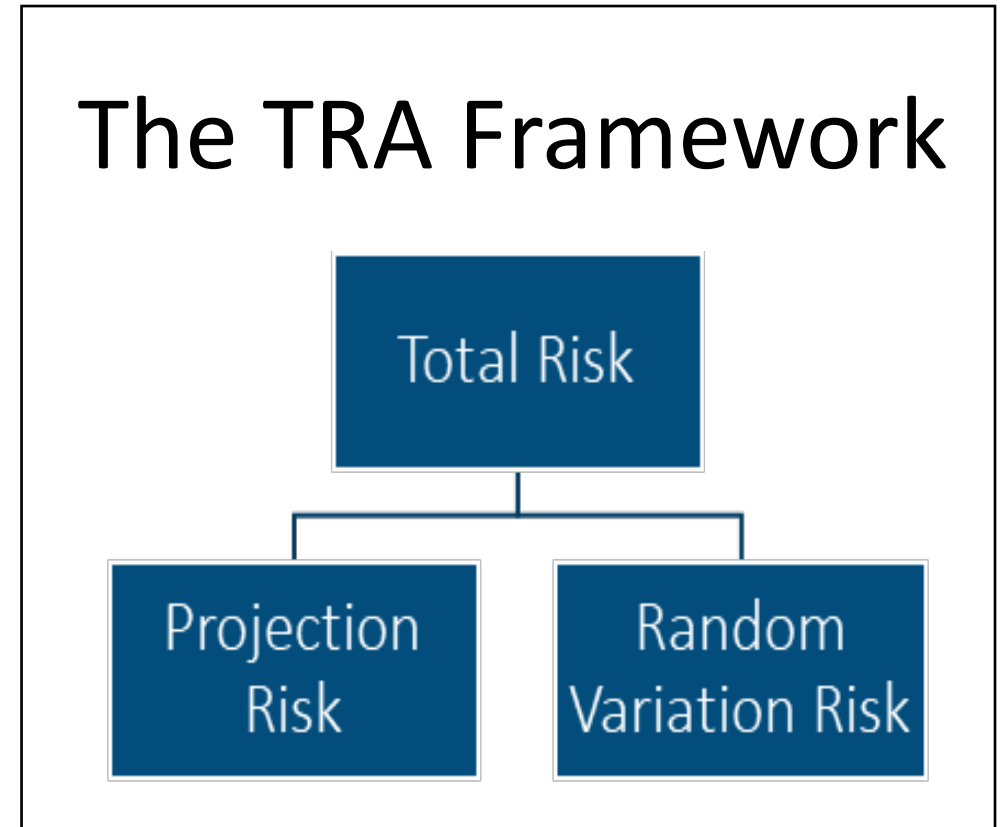 The TRA Framework
Total Risk
Projection
Risk
Random
Variation Risk